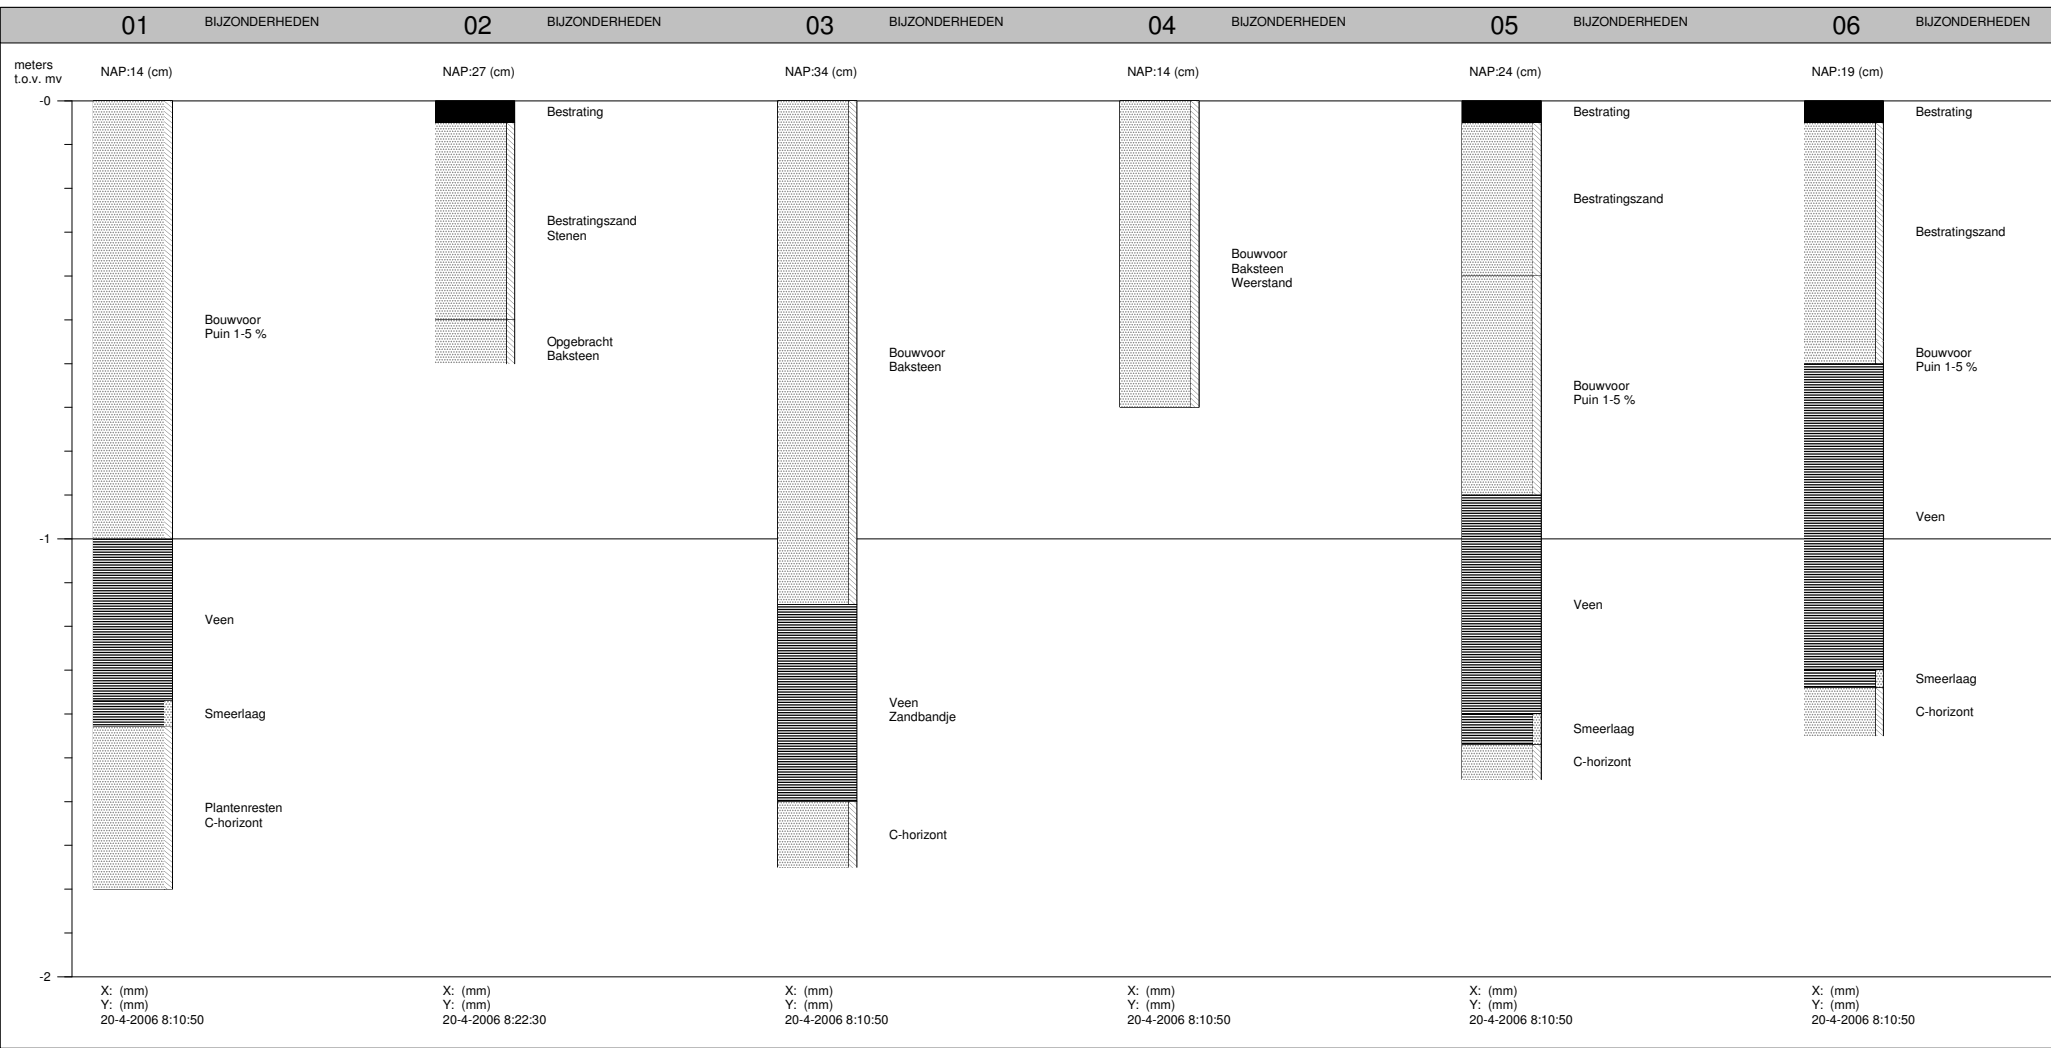 01 BIJZONDERHEDEN 02 BIJZONDERHEDEN 03 BIJZONDERHEDEN 04 BIJZONDERHEDEN 05 BIJZONDERHEDEN 06 BIJZONDERHEDEN
meters
t.o.v. mv
NAP:14 (cm) NAP:27 (cm) NAP:34 (cm) NAP:14 (cm) NAP:24 (cm) NAP:19 (cm)
-0
-1
-2
Bouwvoor
Puin 1-5 %
Veen
Smeerlaag
Plantenresten
C-horizont
Bestrating
Bestratingszand
Stenen
Opgebracht
Baksteen
Bouwvoor
Baksteen
Veen
Zandbandje
C-horizont
Bouwvoor
Baksteen
Weerstand
Bestrating
Bestratingszand
Bouwvoor
Puin 1-5 %
Veen
Smeerlaag
C-horizont
Bestrating
Bestratingszand
Bouwvoor
Puin 1-5 %
Veen
Smeerlaag
C-horizont
X: (mm)
Y: (mm)
20-4-2006 8:10:50
X: (mm)
Y: (mm)
20-4-2006 8:22:30
X: (mm)
Y: (mm)
20-4-2006 8:10:50
X: (mm)
Y: (mm)
20-4-2006 8:10:50
X: (mm)
Y: (mm)
20-4-2006 8:10:50
X: (mm)
Y: (mm)
20-4-2006 8:10:50